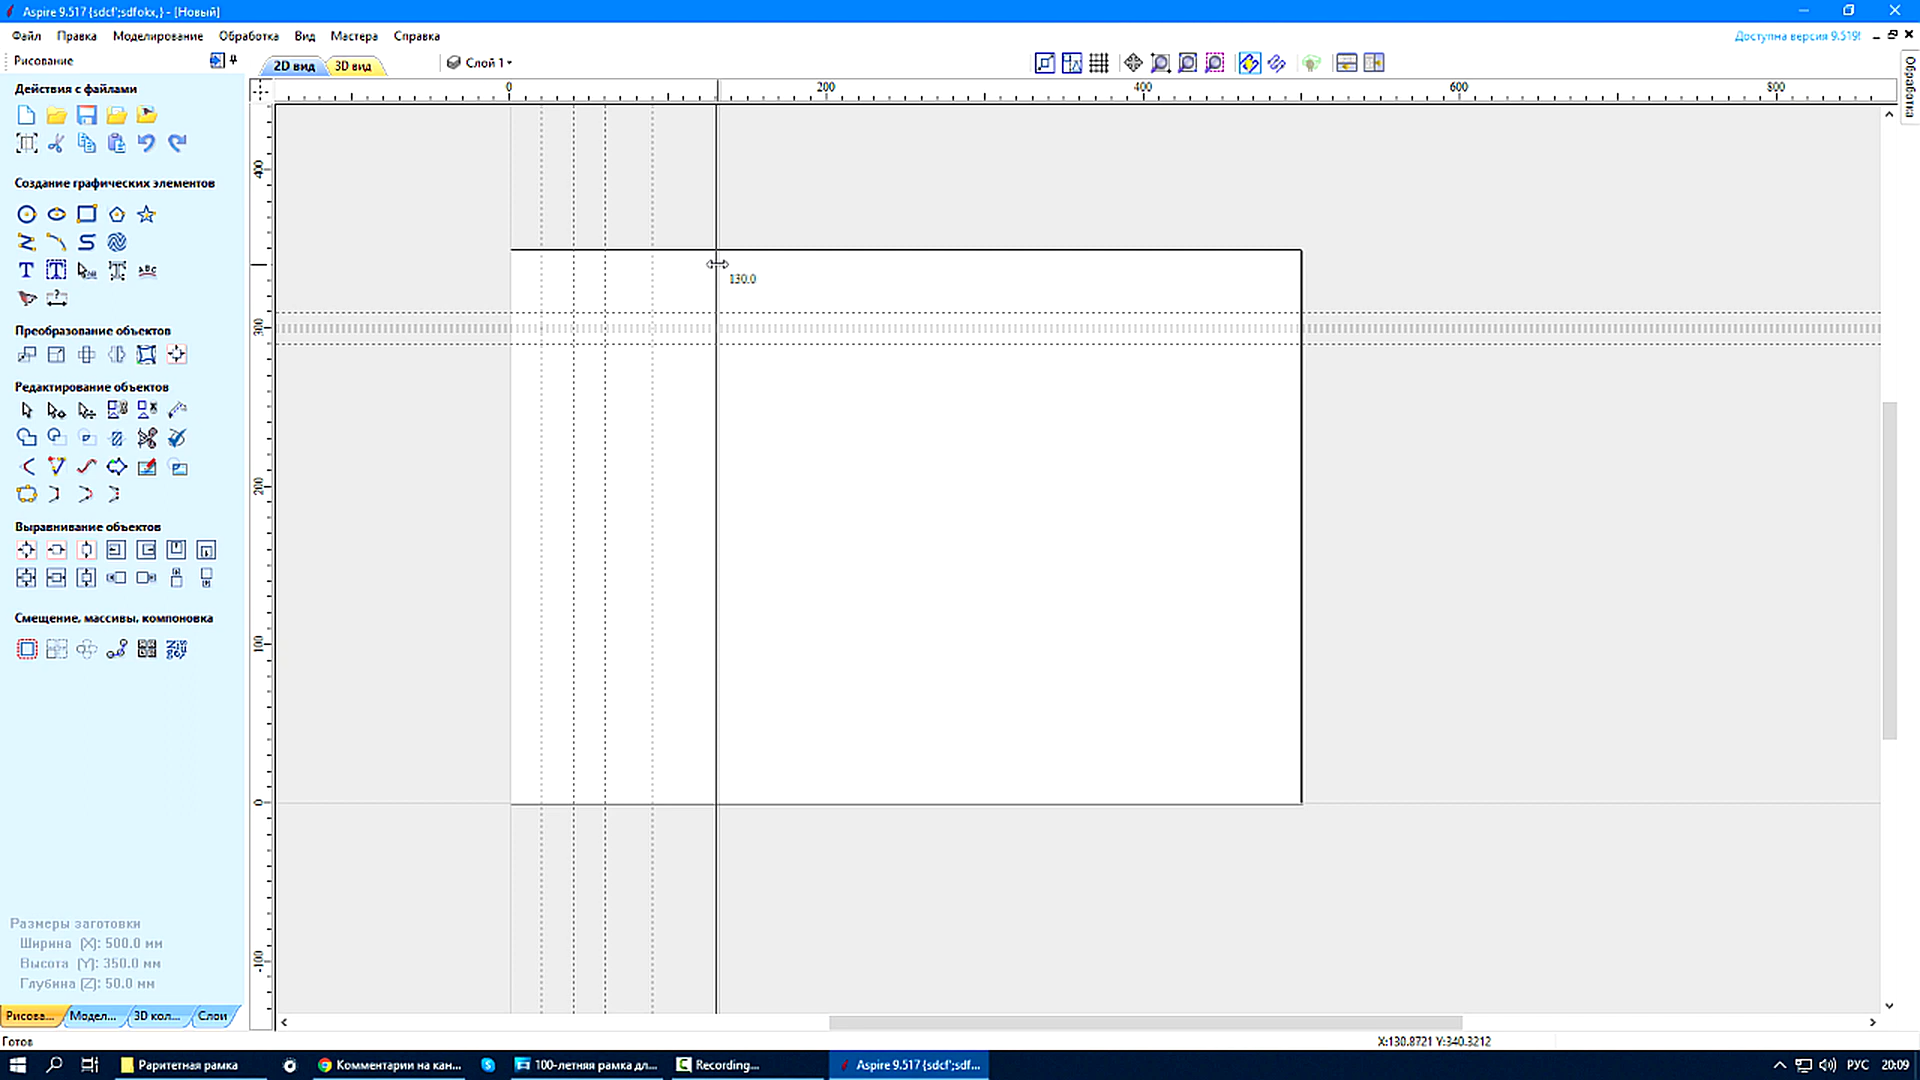 Aspire 9.517 {sdcf';sdfokx,} - [Новый]
Файл Правка Моделирование Обработка Вид Мастера Справка
Доступна версия 9.519!
Рисование
2D вид 3D вид Слой 1
Обработка
Действия с файлами
0 200 400 600 800
Создание графических элементов
400
300
200
100
0
-100
130.0
Преобразование объектов
Редактирование объектов
Выравнивание объектов
Смещение, массивы, компоновка
Размеры заготовки
Ширина (X): 500.0 мм
Высота (Y): 350.0 мм
Глубина (Z): 50.0 мм
Рисова... Модел... 3D кол... Слои
Готов
X:130.8721 Y:340.3212
Раритетная рамка
Комментарии на кан...
100-летняя рамка дл...
Recording...
Aspire 9.517 {sdcf';sdf...
РУС
20:09